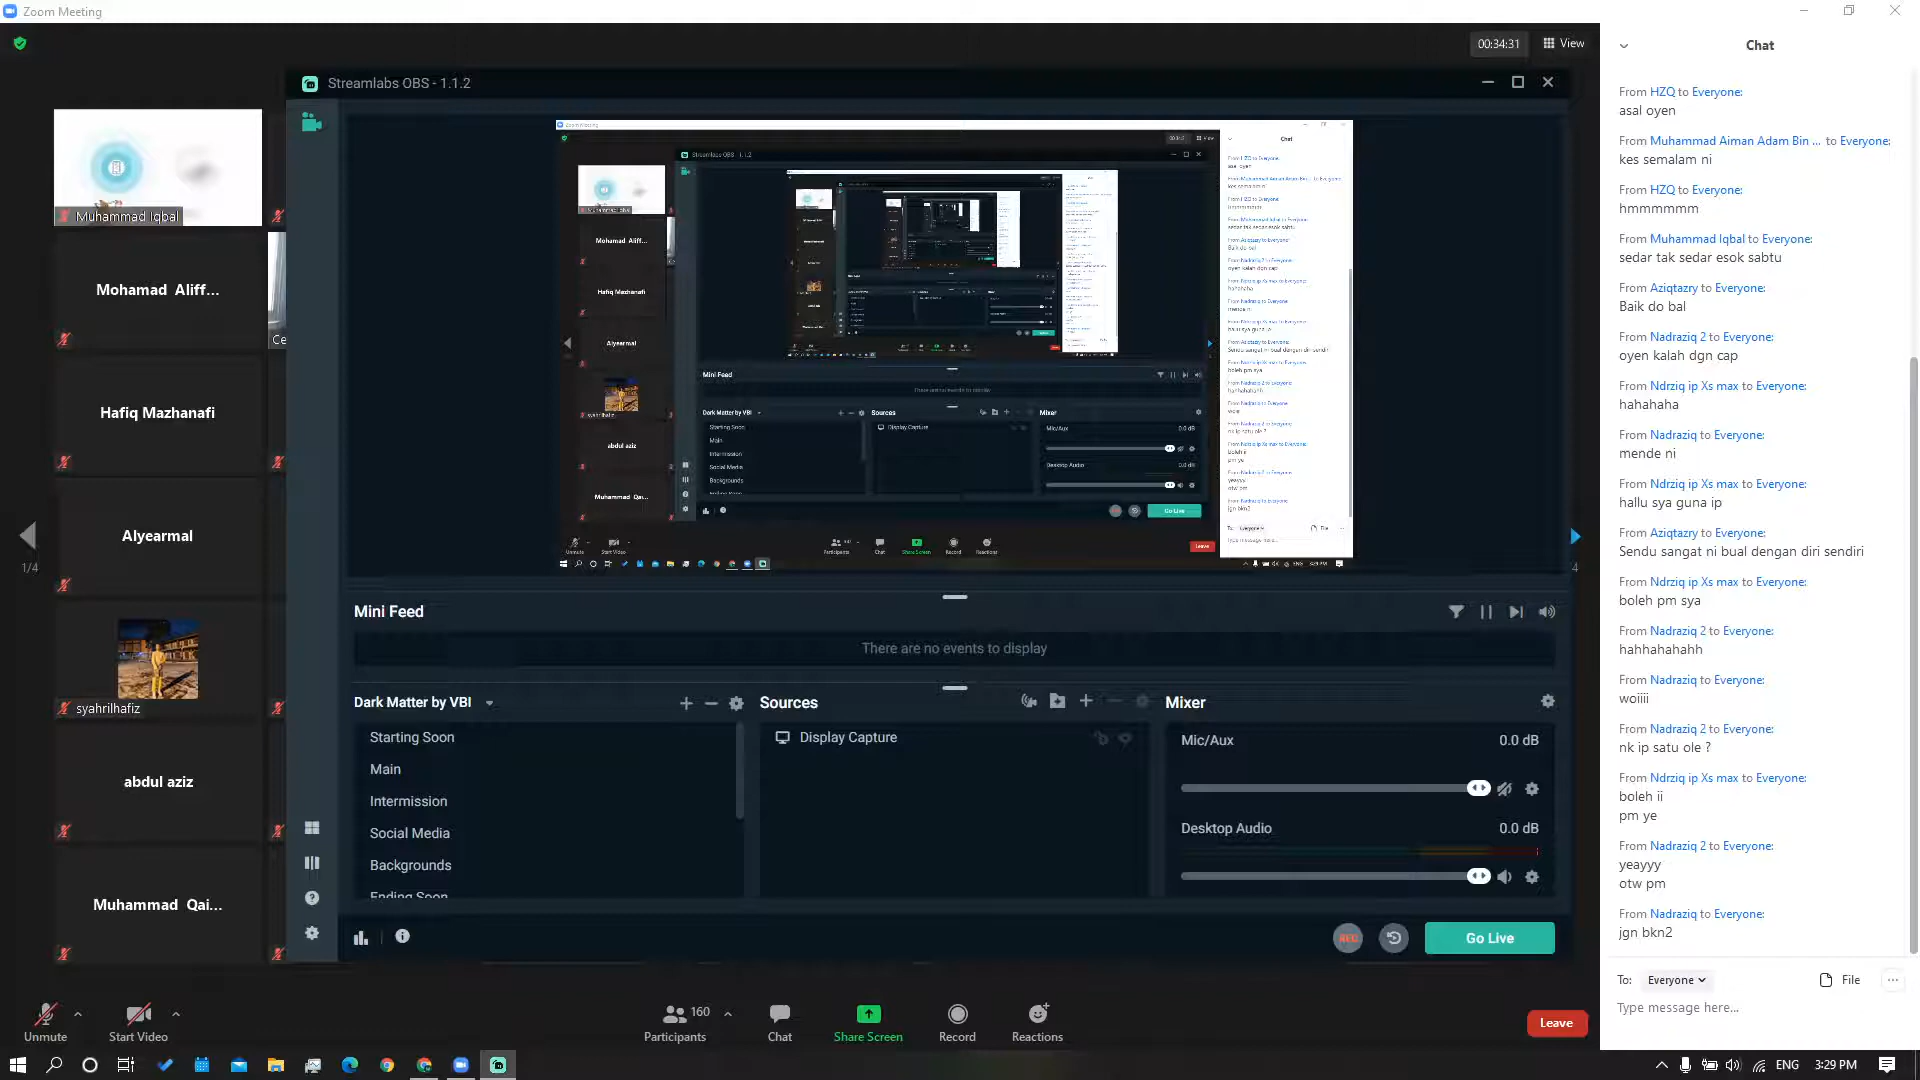 Zoom Meeting
00:34:31
View
Chat
Streamlabs OBS - 1.1.2
Muhammad Iqbal
Mohamad Aliff...
Ce
Hafiq Mazhanafi
Alyearmal
1/4
syahrilhafiz
abdul aziz
Muhammad Qai...
4
Mini Feed
There are no events to display
Dark Matter by VBI
Starting Soon
Main
Intermission
Social Media
Backgrounds
Ending Soon
Sources
Display Capture
Mixer
Mic/Aux
0.0 dB
Desktop Audio
0.0 dB
REC
Go Live
From HZQ to Everyone:
asal oyen
From Muhammad Aiman Adam Bin ... to Everyone:
kes semalam ni
From HZQ to Everyone:
hmmmmmm
From Muhammad Iqbal to Everyone:
sedar tak sedar esok sabtu
From Aziqtazry to Everyone:
Baik do bal
From Nadraziq 2 to Everyone:
oyen kalah dgn cap
From Ndrziq ip Xs max to Everyone:
hahahaha
From Nadraziq to Everyone:
mende ni
From Ndrziq ip Xs max to Everyone:
hallu sya guna ip
From Aziqtazry to Everyone:
Sendu sangat ni bual dengan diri sendiri
From Ndrziq ip Xs max to Everyone:
boleh pm sya
From Nadraziq 2 to Everyone:
hahhahahahh
From Nadraziq to Everyone:
woiiii
From Nadraziq 2 to Everyone:
nk ip satu ole ?
From Ndrziq ip Xs max to Everyone:
boleh ii
pm ye
From Nadraziq 2 to Everyone:
yeayyy
otw pm
From Nadraziq to Everyone:
jgn bkn2
To: Everyone
File
Type message here...
Unmute
Start Video
160
Participants
Chat
Share Screen
Record
Reactions
Leave
ENG
3:29 PM